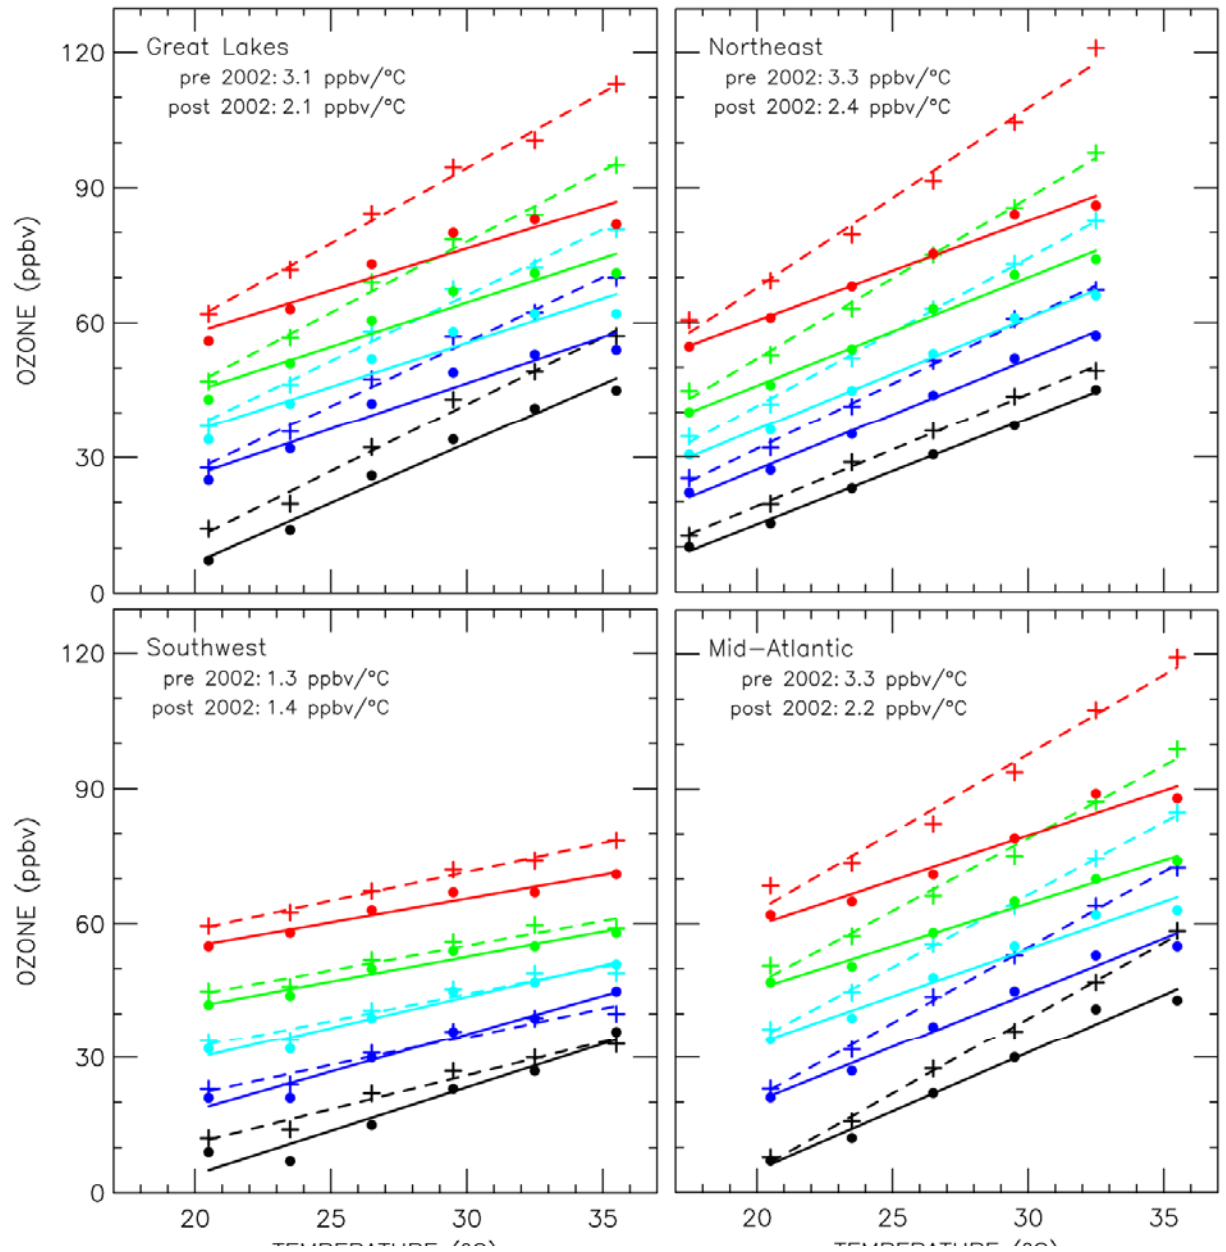 Great Lakes
pre 2002: 3.1 ppbv/°C
post 2002: 2.1 ppbv/°C
120
90
60
30
0
OZONE (ppbv)
Northeast
pre 2002: 3.3 ppbv/°C
post 2002: 2.4 ppbv/°C
Southwest
pre 2002: 1.3 ppbv/°C
post 2002: 1.4 ppbv/°C
120
90
60
30
0
OZONE (ppbv)
20 25 30 35
TEMPERATURE (°C)
Mid-Atlantic
pre 2002: 3.3 ppbv/°C
post 2002: 2.2 ppbv/°C
20 25 30 35
TEMPERATURE (°C)